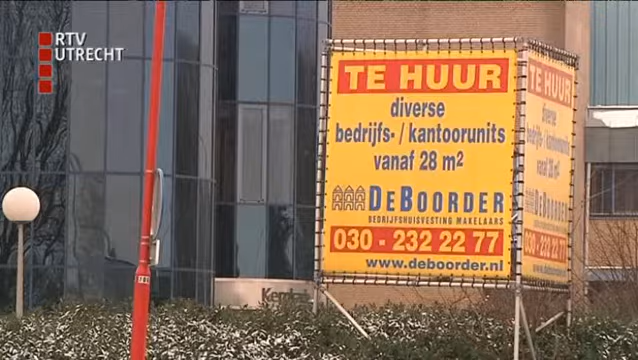 RTV
UTRECHT
TE HUUR
diverse
bedrijfs- / kantoorunits
vanaf 28 m²
DEBOORDER
BEDRIJFSHUISVESTING MAKELAARS
030 - 232 22 77
www.deboorder.nl
TE HUUR
diverse